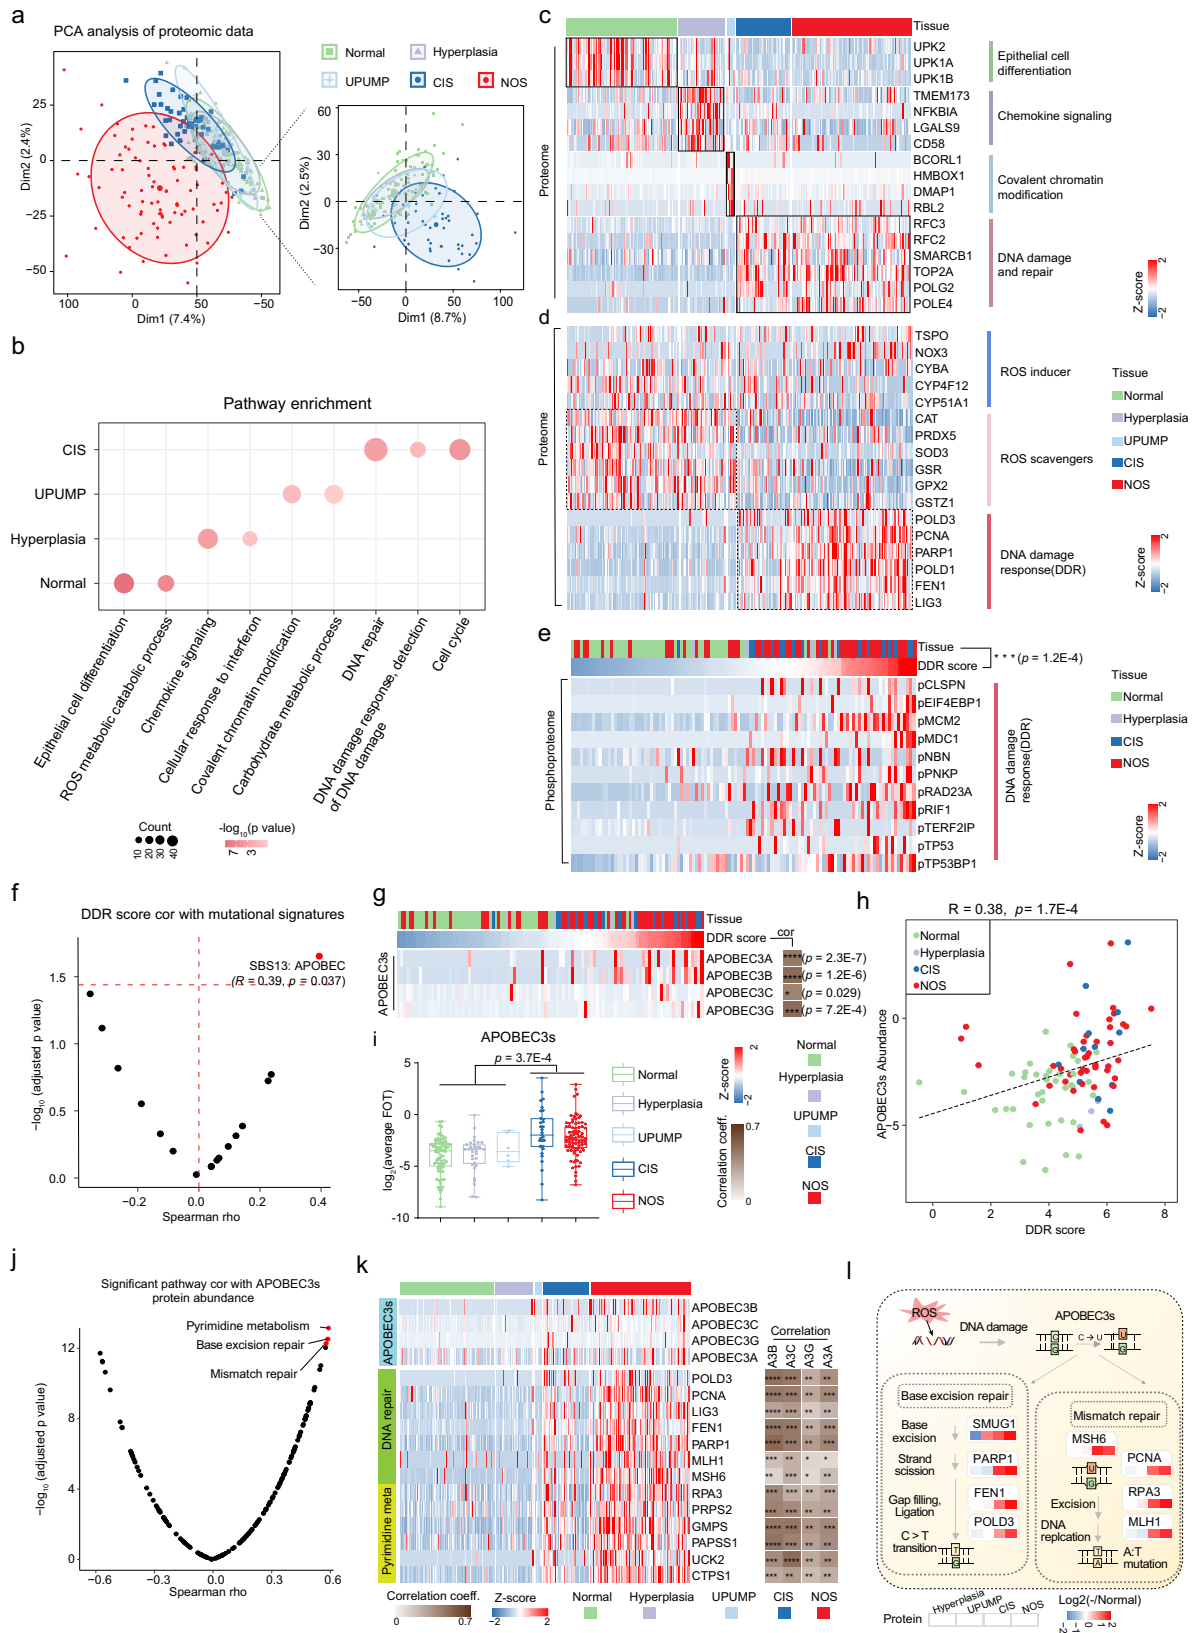 a
PCA analysis of proteomic data
Normal
Hyperplasia
UPUMP
CIS
NOS
Dim2 (2.4%)
25
0
−25
−50
100
0
50
−50
Dim1 (7.4%)
Dim2 (2.5%)
60
30
0
−30
−50
0
50
100
Dim1 (8.7%)
b
Pathway enrichment
CIS
UPUMP
Hyperplasia
Normal
Epithelial cell differentiation
ROS metabolic catabolic process
Chemokine signaling
Cellular response to interferon
Covalent chromatin modification
Carbohydrate metabolic process
DNA repair
DNA damage response, detection
of DNA damage
Cell cycle
Count
10
20
30
40
-log10(p value)
7
3
c
Tissue
Proteome
UPK2
UPK1A
UPK1B
TMEM173
NFKBIA
LGALS9
CD58
BCORL1
HMBOX1
DMAP1
RBL2
RFC3
RFC2
SMARCB1
TOP2A
POLG2
POLE4
Epithelial cell
differentiation
Chemokine signaling
Covalent chromatin
modification
DNA damage
and repair
Z-score
2
−2
d
Proteome
TSPO
NOX3
CYBA
CYP4F12
CYP51A1
CAT
PRDX5
SOD3
GSR
GPX2
GSTZ1
POLD3
PCNA
PARP1
POLD1
FEN1
LIG3
ROS inducer
ROS scavengers
DNA damage
response(DDR)
Tissue
Normal
Hyperplasia
UPUMP
CIS
NOS
Z-score
2
−2
e
Tissue
DDR score
***(p = 1.2E-4)
Phosphoproteome
pCLSPN
pEIF4EBP1
pMCM2
pMDC1
pNBN
pPNKP
pRAD23A
pRIF1
pTERF2IP
pTP53
pTP53BP1
DNA damage
response(DDR)
Tissue
Normal
Hyperplasia
CIS
NOS
Z-score
2
−2
f
DDR score cor with mutational signatures
SBS13: APOBEC
(R = 0.39, p = 0.037)
−log10 (adjusted p value)
1.5
1.0
0.5
0.0
−0.2
0.0
0.2
0.4
Spearman rho
g
Tissue
DDR score
cor
APOBEC3s
APOBEC3A
**** (p = 2.3E-7)
APOBEC3B
**** (p = 1.2E-6)
APOBEC3C
* (p = 0.029)
APOBEC3G
*** (p = 7.2E-4)
Z-score
2
−2
Correlation coeff.
0.7
0
Normal
Hyperplasia
UPUMP
CIS
NOS
h
R = 0.38, p= 1.7E-4
Normal
Hyperplasia
CIS
NOS
APOBEC3s Abundance
0
−5
0
2
4
6
8
DDR score
i
APOBEC3s
p = 3.7E-4
log2(average FOT)
5
0
−5
-10
Normal
Hyperplasia
UPUMP
CIS
NOS
j
Significant pathway cor with APOBEC3s
protein abundance
Pyrimidine metabolism
Base excision repair
Mismatch repair
−log10 (adjusted p value)
12
8
4
0
−0.6
−0.3
0.0
0.3
0.6
Spearman rho
k
APOBEC3s
DNA repair
Pyrimidine meta
APOBEC3B
APOBEC3C
APOBEC3G
APOBEC3A
POLD3
PCNA
LIG3
FEN1
PARP1
MLH1
MSH6
RPA3
PRPS2
GMPS
PAPSS1
UCK2
CTPS1
Correlation
A3B
A3C
A3G
A3A
Correlation coeff.
0
0.7
Z-score
−2
2
Normal
Hyperplasia
UPUMP
CIS
NOS
l
ROS
DNA damage
APOBEC3s
C
G
C → U
U
G
Base excision repair
Base
excision
SMUG1
Strand
scission
PARP1
FEN1
Gap filling,
Ligation
POLD3
C > T
transition
T
G
Mismatch repair
MSH6
PCNA
U
G
RPA3
Excision
MLH1
DNA
replcation
T
A
A:T
mutation
Protein
Hyperplasia
UPUMP
CIS
NOS
Log2(-/Normal)
−2
−1
0
1
2